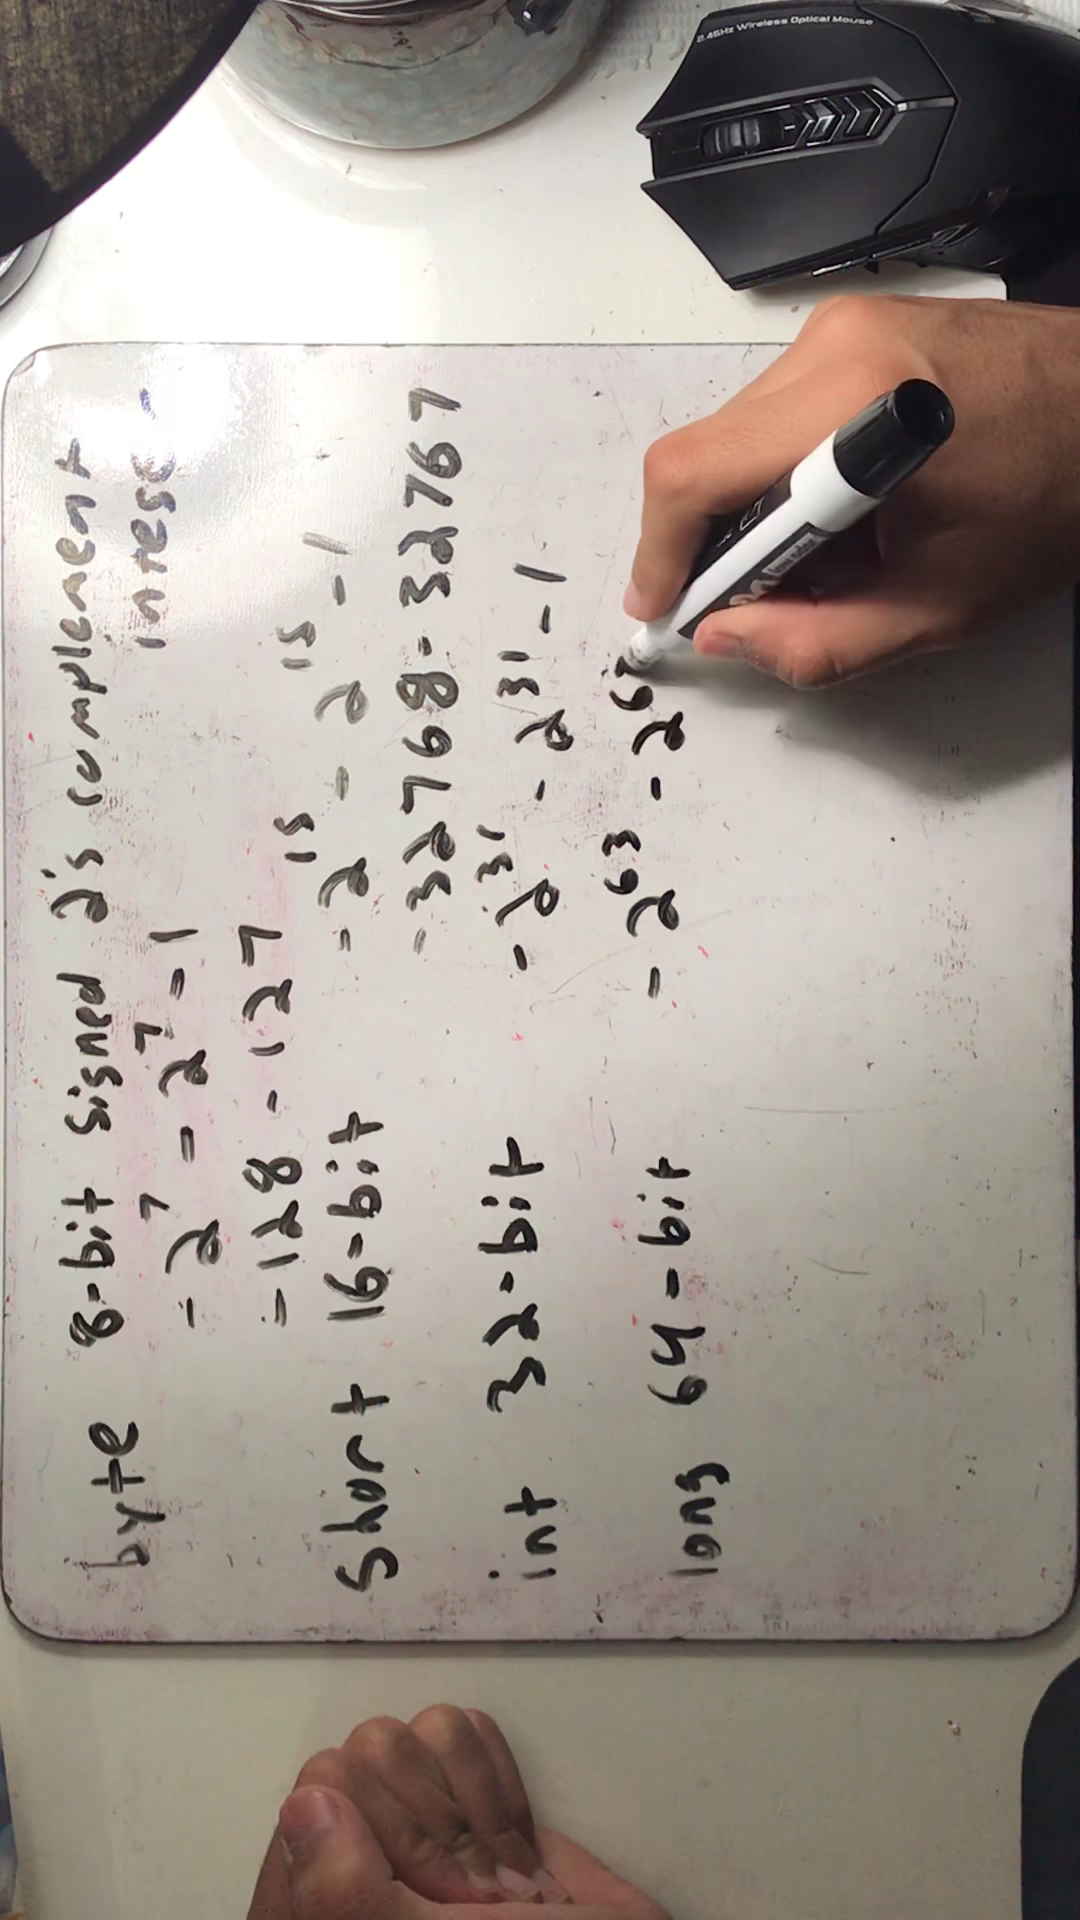 byte 8-bit signed 2's complement
-2⁷ - 2⁷-1
-128 - 127
short 16-bit -2¹⁵ - 2¹⁵-1
-32768 - 32767
int 32-bit -2³¹ - 2³¹-1
long 64-bit -2⁶³ - 2⁶³
2.4GHz Wireless Optical Mouse